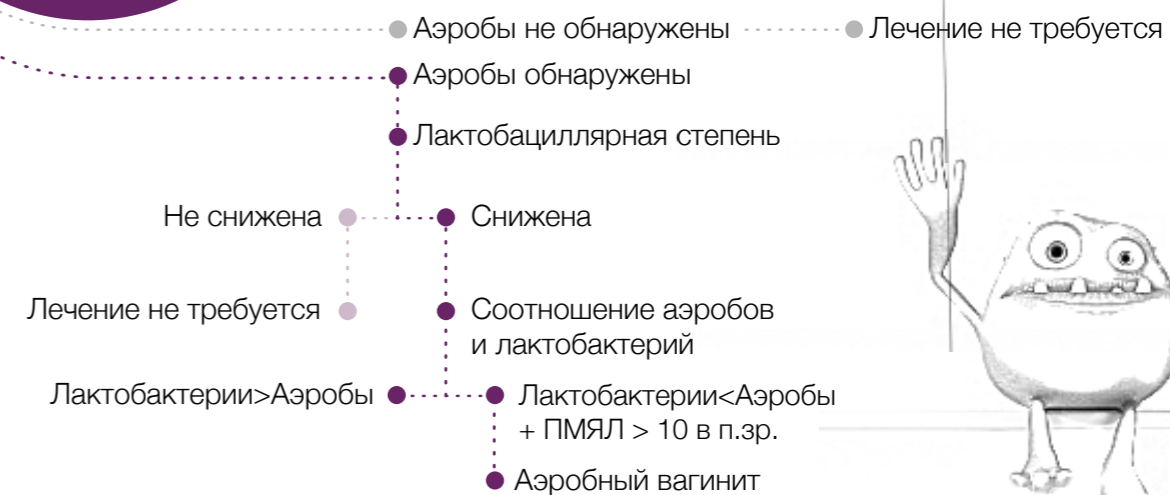 Аэробы не обнаружены
Лечение не требуется
Аэробы обнаружены
Лактобациллярная степень
Не снижена
Снижена
Лечение не требуется
Соотношение аэробов
и лактобактерий
Лактобактерии>Аэробы
Лактобактерии<Аэробы
+ ПМЯЛ > 10 в п.зр.
Аэробный вагинит